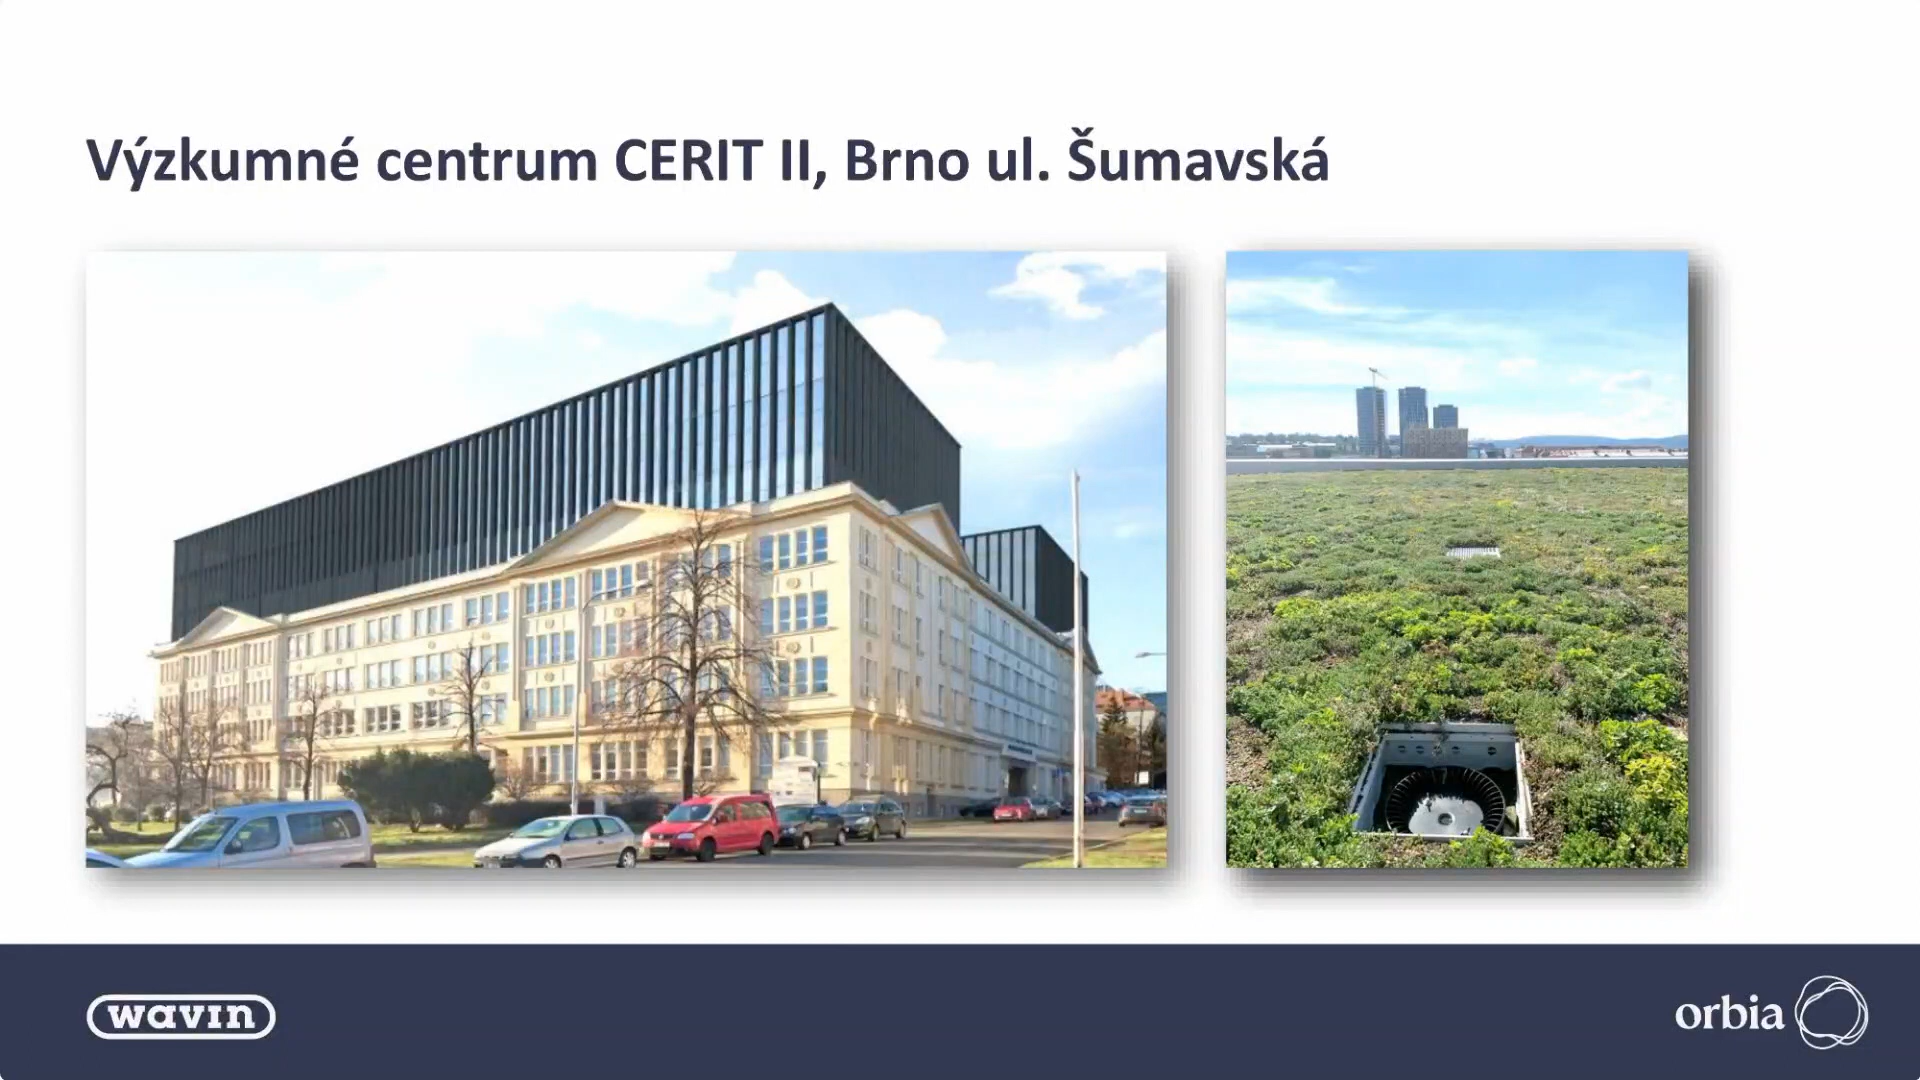 Výzkumné centrum CERIT II, Brno ul. Šumavská
wavin
orbia